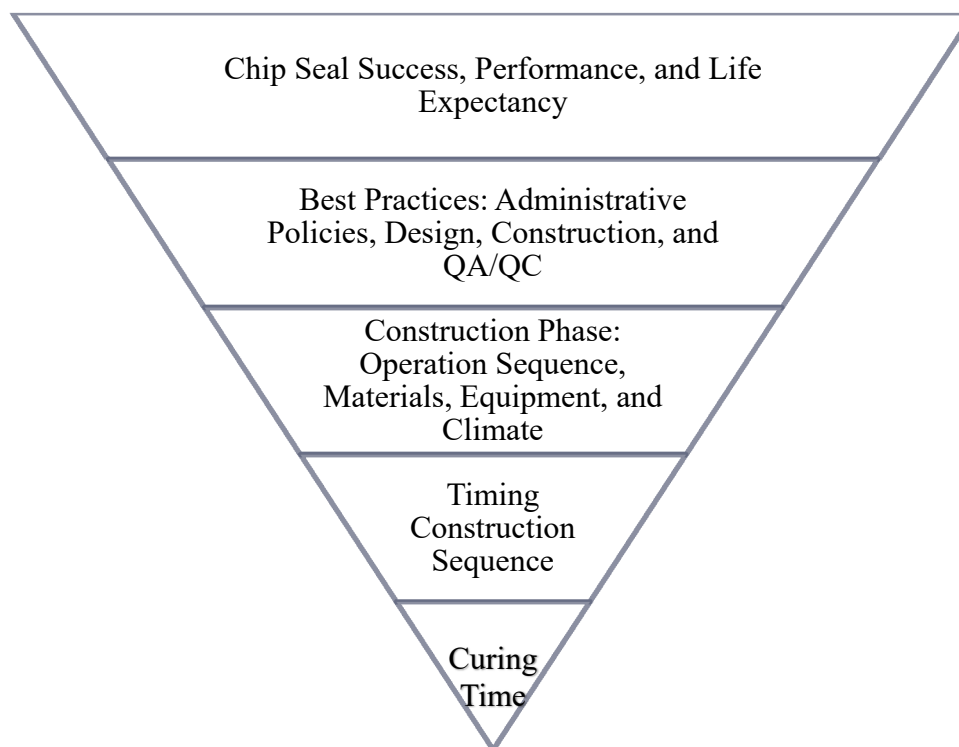 Chip Seal Success, Performance, and Life
Expectancy
Best Practices: Administrative
Policies, Design, Construction, and
QA/QC
Construction Phase:
Operation Sequence,
Materials, Equipment, and
Climate
Timing
Construction
Sequence
Curing
Time